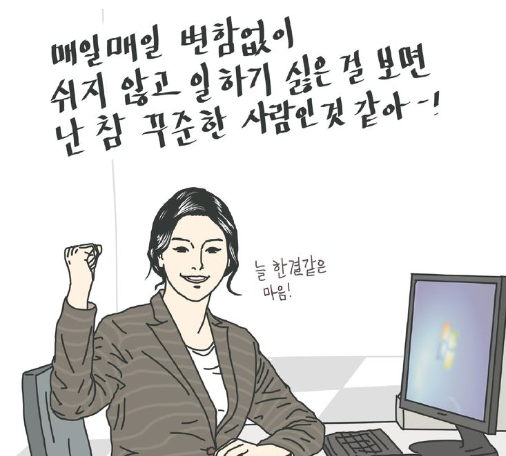 매일매일 변함없이
쉬지 않고 일하기 싫은 걸 보면
난 참 꾸준한 사람인것 같아~!
늘 한결같은
마음!